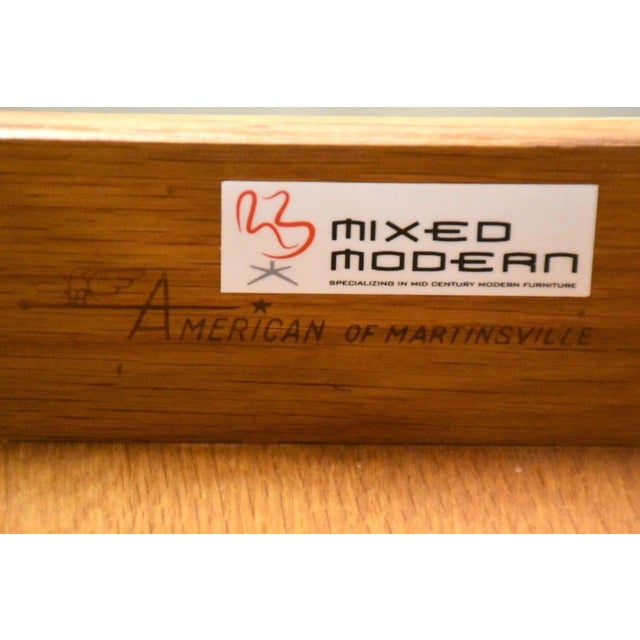 MIXED
MODERN
SPECIALIZING IN MID CENTURY MODERN FURNITURE
AMERICAN OF MARTINSVILLE